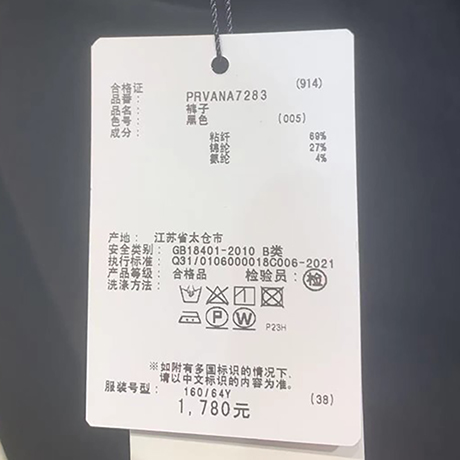 合格证 (914)
品番: PRVANA7283
品名: 裤子
色号: 黑色 (005)
成分: 粘纤 69%
锦纶 27%
氨纶 4%
产地: 江苏省太仓市
安全类别: GB18401-2010 B类
执行标准: Q31/0106000018C006-2021
产品等级: 合格品 检验员: 检
洗涤方法:
P W
P23H
※如附有多国标识的情况下,
请以中文标识的内容为准.
服装号型: 160/64Y (38)
1,780元